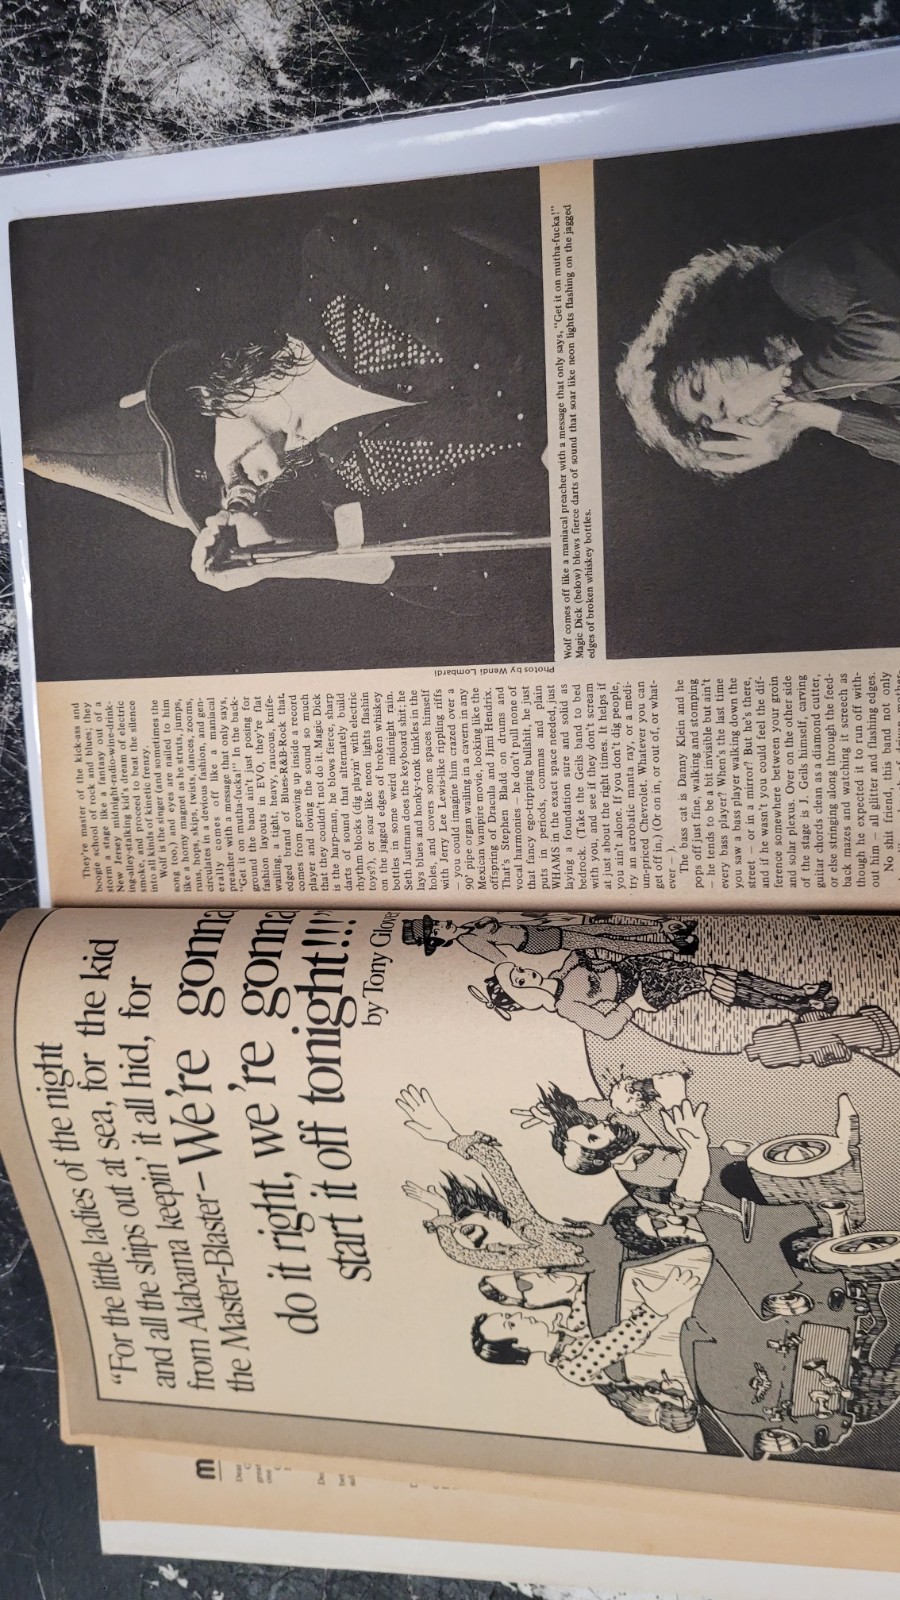 "For the little ladies of the night
and all the ships out at sea, for the kid
from Alabama keepin' it all hid, for
the Master-Blaster – We're gonna
do it right, we're gonna
start it off tonight!!!"
by Tony Glover
They're master of the kick-ass and
boogie school of rock and blues; they
storm a stage like a fantasy out of a
New Jersey midnight-radio-wine-drink-
ing-alley-stalking kid's dream of electric
smoke, and proceed to beat the silence
into all kinds of kinetic frenzy.
Wolf is the singer (and sometimes the
song too,) and eyes are nailed to him
like a horny magnet as he struts, jumps,
runs, bops, skips, twists, dances, zooms,
circulates in a devious fashion, and gen-
erally comes off like a maniacal
preacher with a message that only says,
"Get it on mutha-fucka!" In the back-
ground the band ain't just posing for
fashion layouts in EVO, they're flat
wailing, a tight, heavy, raucous, knife-
edged brand of Blues-R&B-Rock that
comes from growing up inside a record
player and loving the sound so much
that they couldn't not do it. Magic Dick
is the harp-man, he blows fierce, sharp
darts of sound that alternately build
rhythm blocks (dig playin' with electric
toys?), or soar like neon lights flashin
on the jagged edges of broken whiskey
bottles in some weird midnight rain.
Seth Justman does the keyboard shit; he
lays blues and honky-tonk tinkles in the
holes, and covers some spaces himself
with Jerry Lee Lewis-like rippling riffs
– you could imagine him crazed over a
90' pipe organ wailing in a cavern in any
Mexican vampire movie, looking like the
offspring of Dracula and Jimi Hendrix.
That's Stephen Bladd on drums and
vocal harmonies – he don't pull none of
that fancy ego-tripping bullshit, he just
puts in periods, commas and plain
WHAMS in the exact space needed, just
laying a foundation sure and solid as
bedrock. (Take the Geils band to bed
with you, and see if they don't scream
at just about the right times. It helps if
you ain't alone. If you don't dig people,
try an acrobatic manatee – or a medi-
um-priced Chevrolet. Whatever you can
get off in.) (Or on in, or out of, or what-
ever . . .)
The bass cat is Danny Klein and he
pops off just fine, walking and stomping
– he tends to be a bit invisible but ain't
every bass player? When's the last time
you saw a bass player walking down the
street – or in a mirror? But he's there,
and if he wasn't you could feel the dif-
ference somewhere between your groin
and solar plexus. Over on the other side
of the stage is J. Geils himself, carving
guitar chords clean as a diamond cutter,
or else stringing along through the feed-
back mazes and watching it screech as
though he expected it to run off with-
out him – all glitter and flashing edges.
No shit friend, this band not only
Photos by Wendi Lombardi
Wolf comes off like a maniacal preacher with a message that only says, "Get it on mutha-fucka!"
Magic Dick (below) blows fierce darts of sound that soar like neon lights flashing on the jagged
edges of broken whiskey bottles.